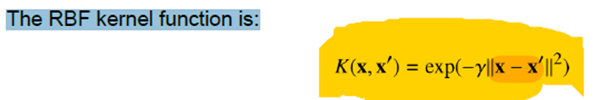 The RBF kernel function is:
K(x, x′) = exp(−γ||x − x′||²)